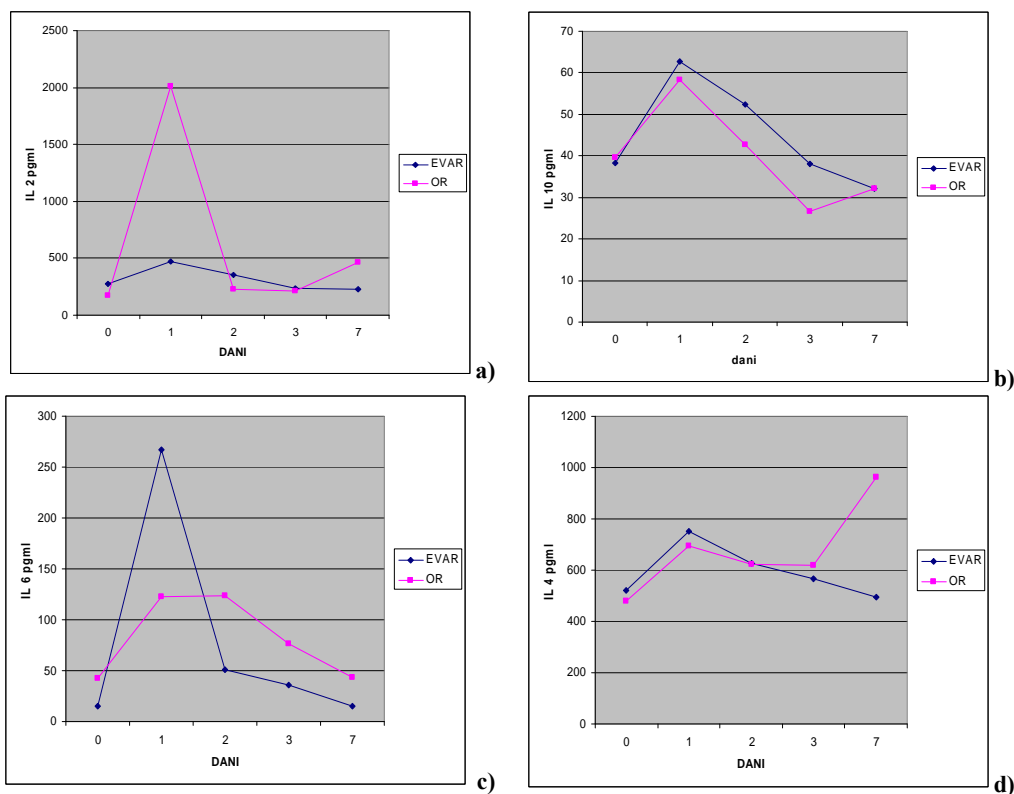 2500
2000
1500
1000
500
0
IL 2 pgml
0 1 2 3 7
DANI
EVAR
OR
a)
70
60
50
40
30
20
10
0
IL 10 pgml
0 1 2 3 7
dani
EVAR
OR
b)
300
250
200
150
100
50
0
IL 6 pgml
0 1 2 3 7
DANI
EVAR
OR
c)
1200
1000
800
600
400
200
0
IL 4 pgml
0 1 2 3 7
DANI
EVAR
OR
d)